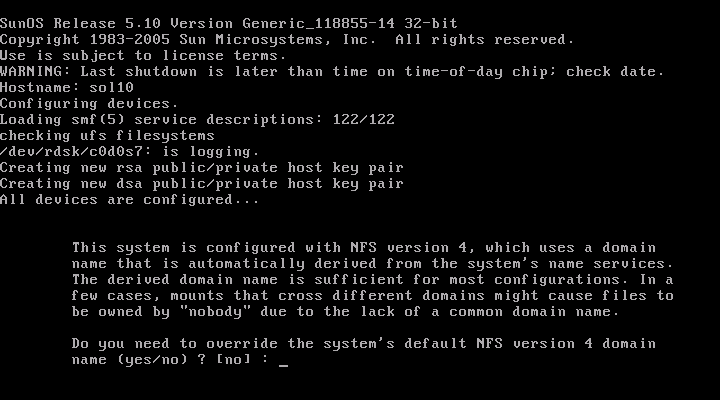 SunOS Release 5.10 Version Generic_118855-14 32-bit
Copyright 1983-2005 Sun Microsystems, Inc.  All rights reserved.
Use is subject to license terms.
WARNING: Last shutdown is later than time on time-of-day chip; check date.
Hostname: sol10
Configuring devices.
Loading smf(5) service descriptions: 122/122
checking ufs filesystems
/dev/rdsk/c0d0s7: is logging.
Creating new rsa public/private host key pair
Creating new dsa public/private host key pair
All devices are configured...
This system is configured with NFS version 4, which uses a domain
name that is automatically derived from the system's name services.
The derived domain name is sufficient for most configurations. In a
few cases, mounts that cross different domains might cause files to
be owned by "nobody" due to the lack of a common domain name.
Do you need to override the system's default NFS version 4 domain
name (yes/no) ? [no] : _